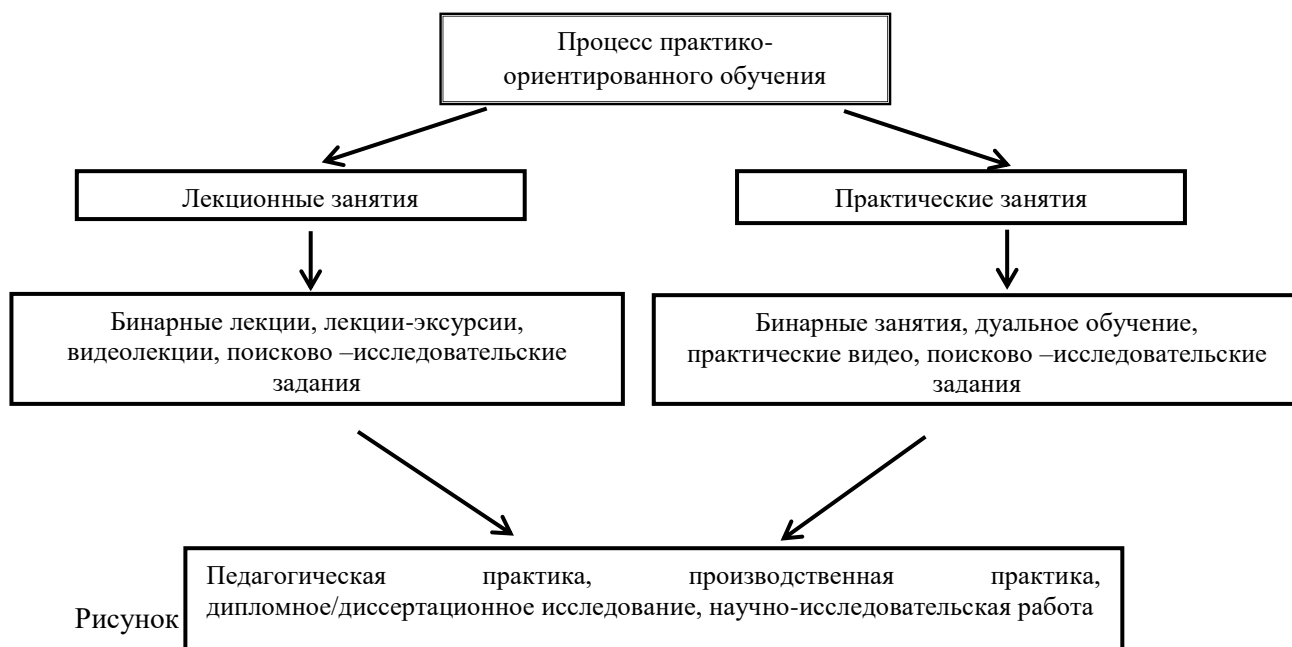 Процесс практико-
ориентированного обучения
Лекционные занятия
Практические занятия
Бинарные лекции, лекции-эксурсии,
видеолекции, поисково –исследовательские
задания
Бинарные занятия, дуальное обучение,
практические видео, поисково –исследовательские
задания
Педагогическая практика, производственная практика,
дипломное/диссертационное исследование, научно-исследовательская работа
Рисунок